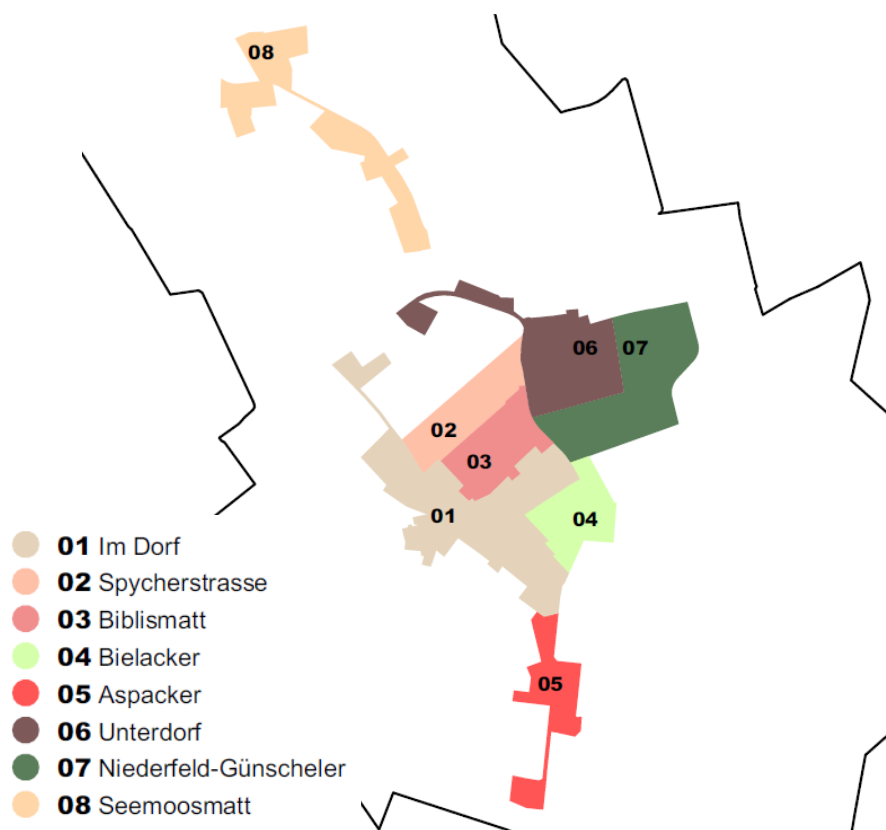 08
06
07
02
03
01
04
05
01 Im Dorf
02 Spycherstrasse
03 Biblismatt
04 Bielacker
05 Aspacker
06 Unterdorf
07 Niederfeld-Günscheler
08 Seemoosmatt